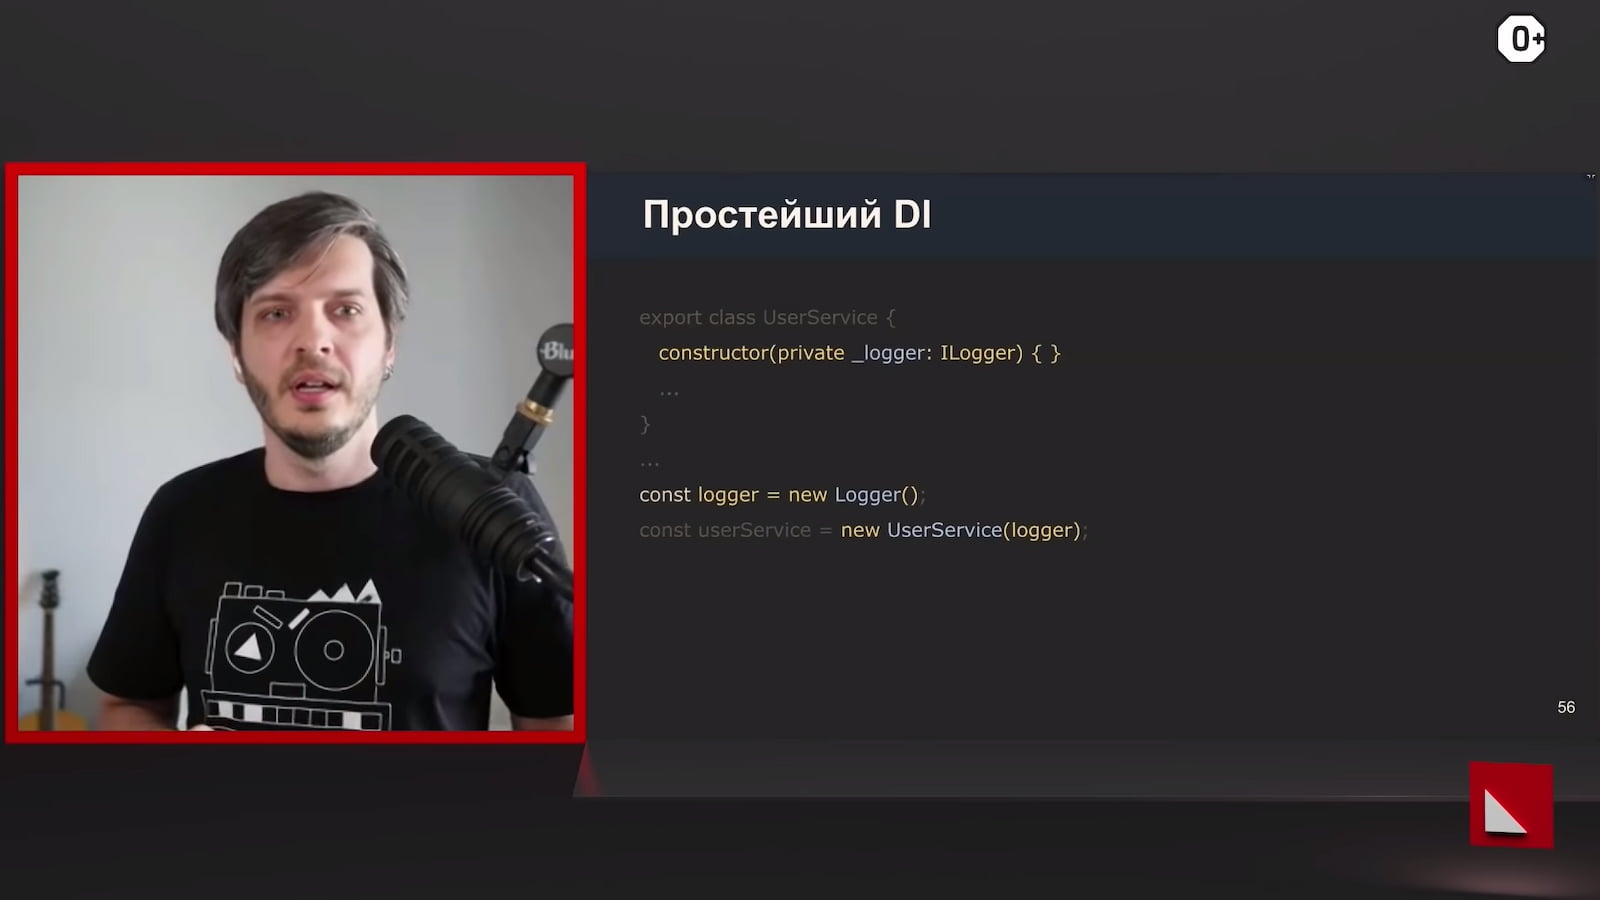 0+
Простейший DI
export class UserService {
constructor(private _logger: ILogger) { }
...
}
...
const logger = new Logger();
const userService = new UserService(logger);
56